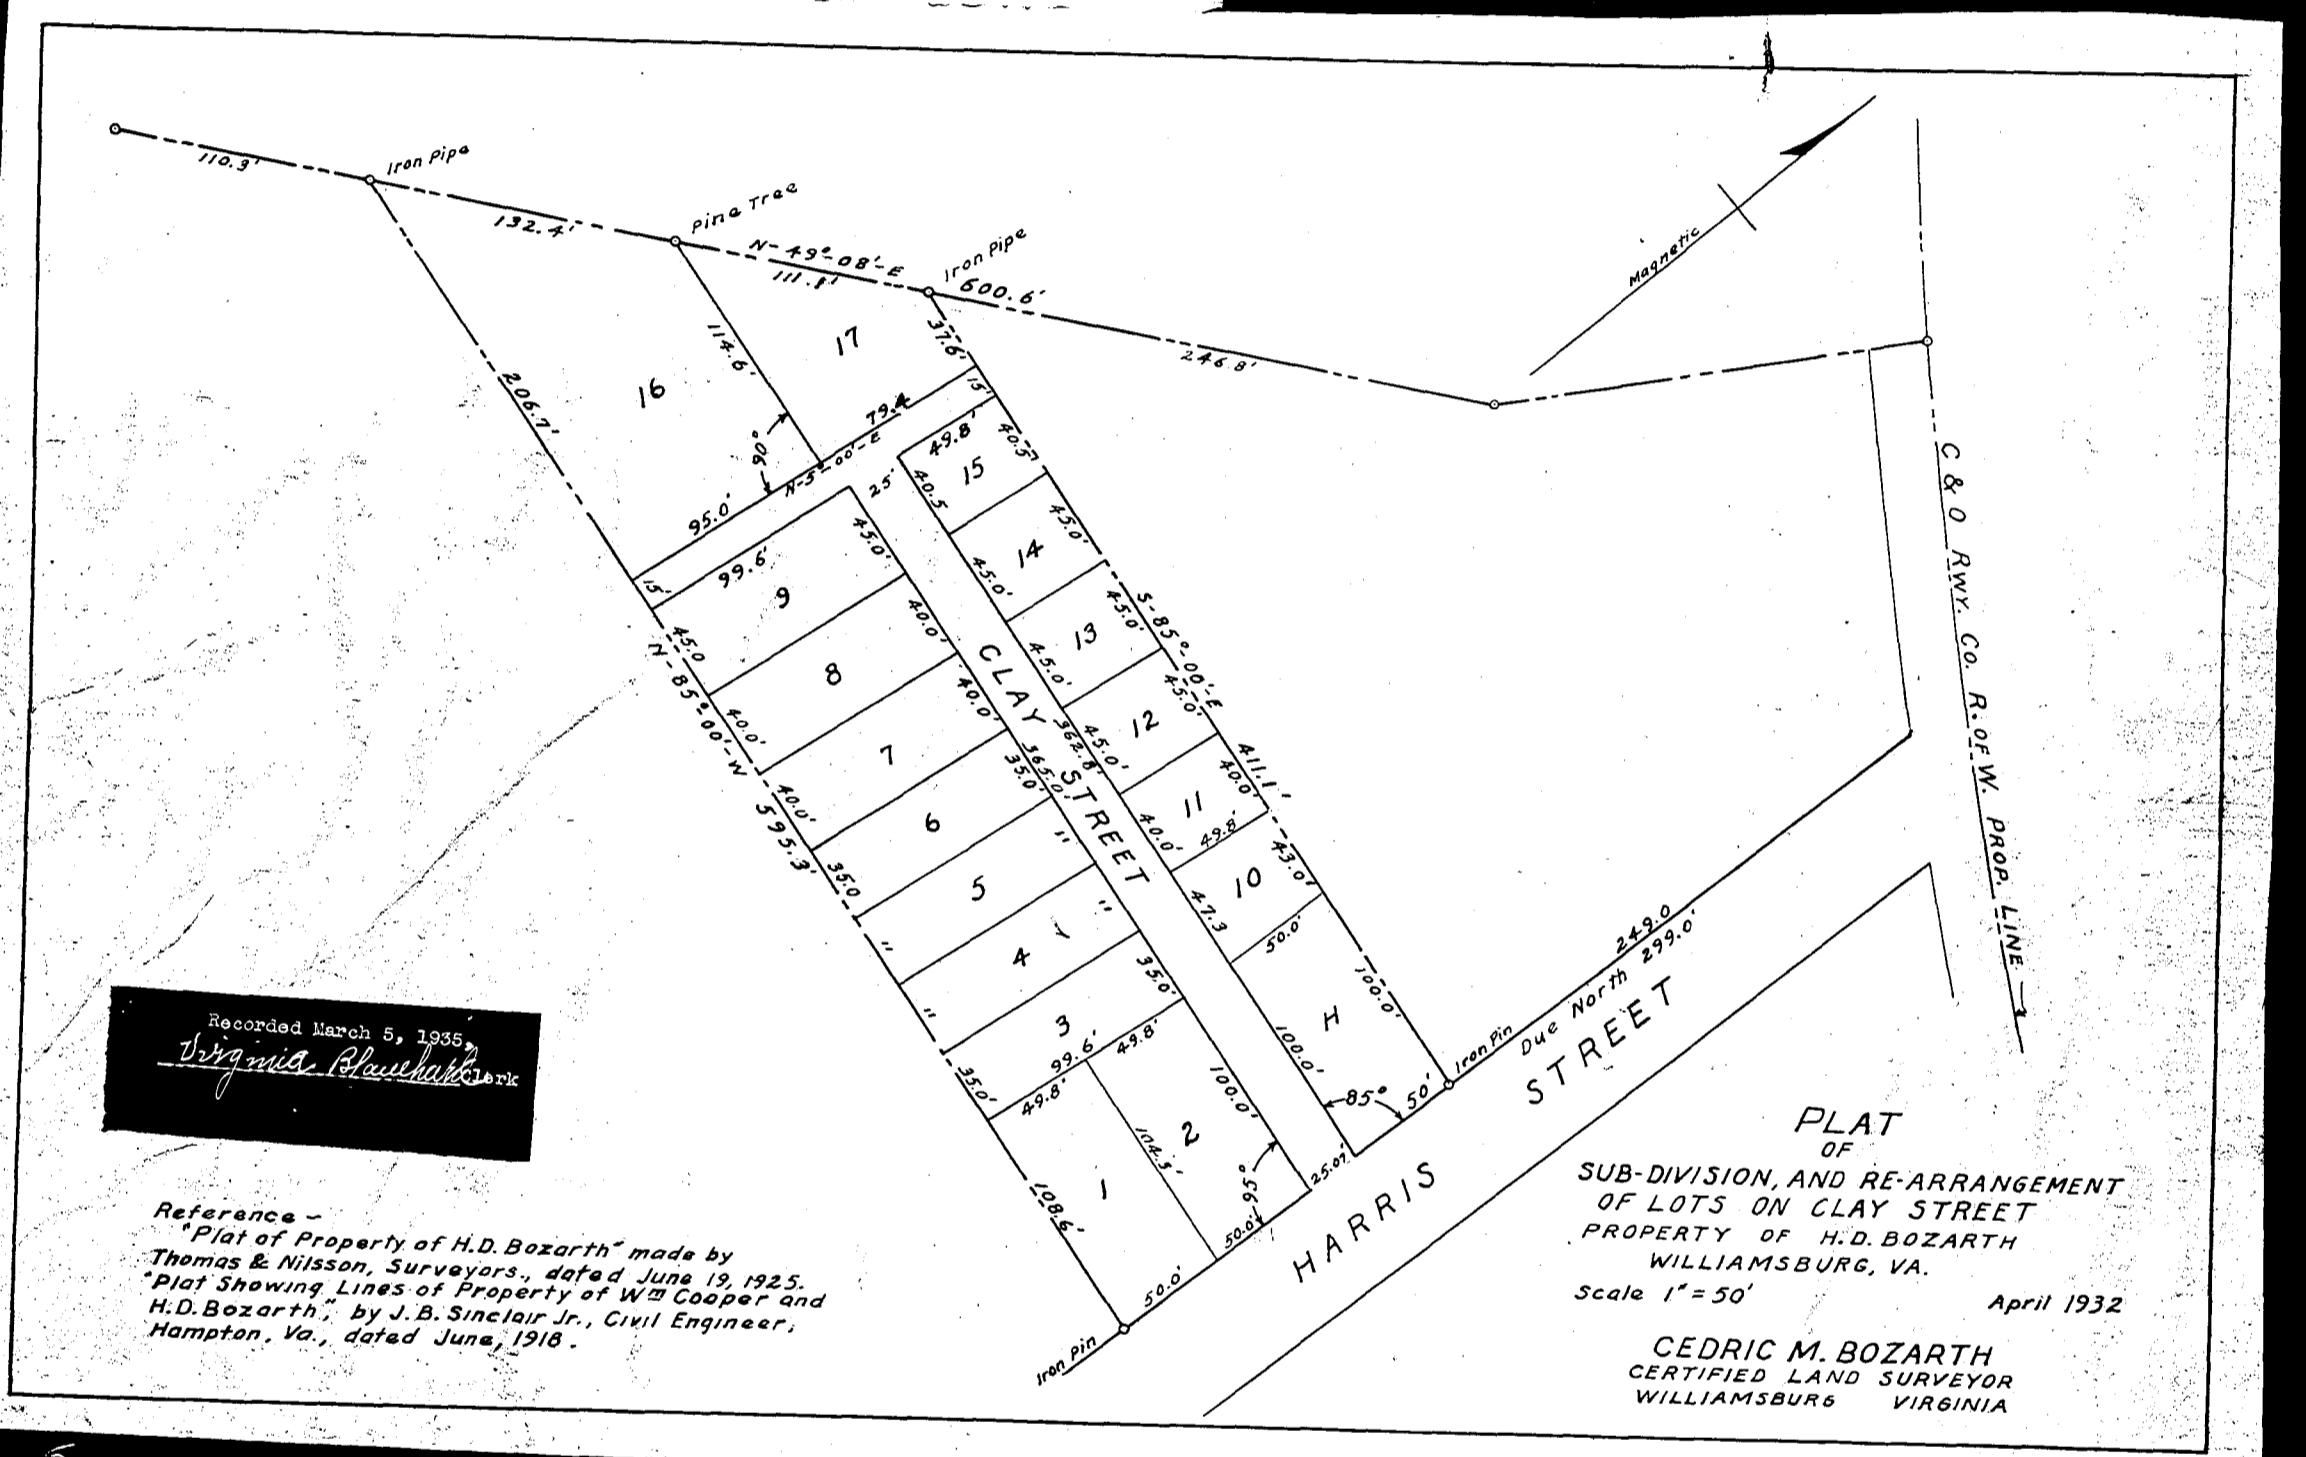 110.3'
Iron Pipe
132.4'
Pine Tree
N-49°-08'-E
111.8'
Iron Pipe
600.6'
246.8'
Magnetic
C & O RWY. CO. R. OF W. PROP. LINE
206.7'
16
114.6'
17
37.6'
90°
95.0'
N-5°-00'-E
79.4
15'
15'
99.6'
25'
49.8'
40.5
15
40.5'
9
45.0'
45.0
45.0'
14
45.0'
N-85°-00'-W
595.3'
8
40.0'
40.0'
45.0'
13
45.0'
S-85°-00'-E
411.1'
7
40.0'
40.0'
45.0'
12
45.0'
6
35.0'
35.0
40.0'
11
40.0'
49.8'
CLAY STREET
365.0'
362.8'
5
"
"
47.3
10
43.0'
50.0'
4
"
"
3
35.0'
35.0'
99.6'
49.8'
49.8'
100.0'
H
100.0'
85°
50'
Iron Pin
108.6'
1
104.3'
2
100.0'
95°
50.0'
50.0'
25.09'
Iron Pin
249.0
Due North 299.0'
HARRIS STREET
Recorded March 5, 1935,
Virginia Blanchard Clerk
Reference –
"Plat of Property of H.D. Bozarth" made by
Thomas & Nilsson, Surveyors., dated June 19, 1925.
"Plat Showing Lines of Property of Wm Cooper and
H.D. Bozarth", by J.B. Sinclair Jr., Civil Engineer,
Hampton, Va., dated June, 1918.
PLAT
OF
SUB-DIVISION, AND RE-ARRANGEMENT
OF LOTS ON CLAY STREET
PROPERTY OF H.D. BOZARTH
WILLIAMSBURG, VA.
Scale 1" = 50'
April 1932
CEDRIC M. BOZARTH
CERTIFIED LAND SURVEYOR
WILLIAMSBURG VIRGINIA